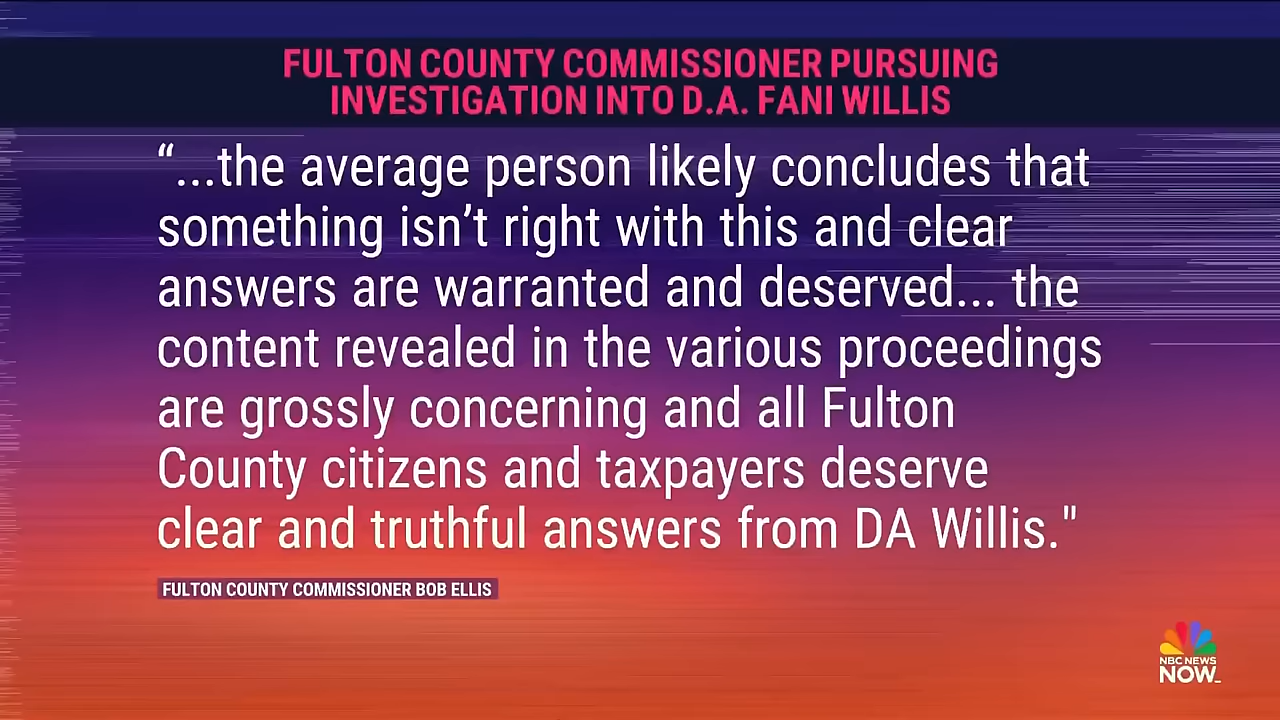 FULTON COUNTY COMMISSIONER PURSUING
INVESTIGATION INTO D.A. FANI WILLIS
“...the average person likely concludes that
something isn’t right with this and clear
answers are warranted and deserved... the
content revealed in the various proceedings
are grossly concerning and all Fulton
County citizens and taxpayers deserve
clear and truthful answers from DA Willis."
FULTON COUNTY COMMISSIONER BOB ELLIS
NBC NEWS
NOW_